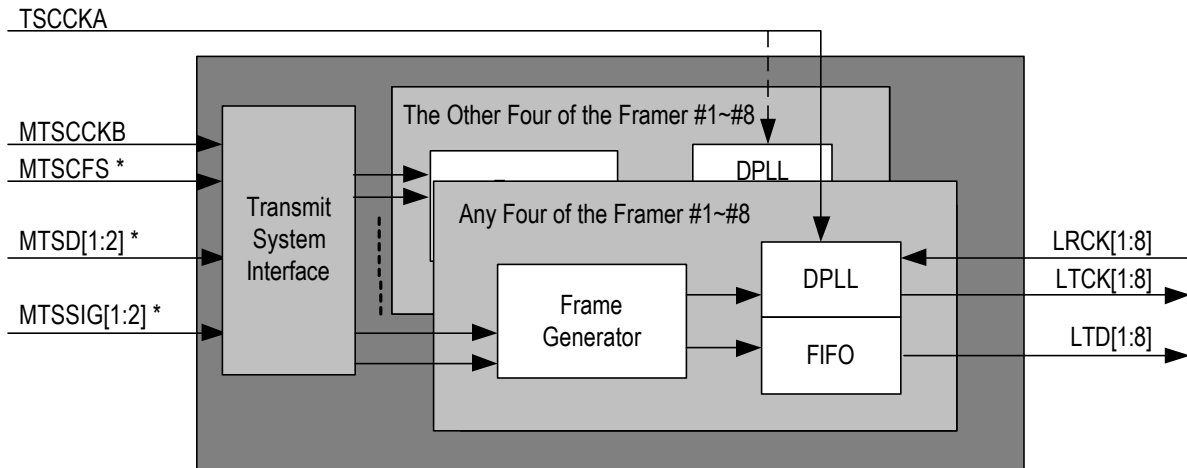 TSCCKA
The Other Four of the Framer #1~#8
MTSCCKB
MTSCFS *
DPLL
Transmit
System
Interface
Any Four of the Framer #1~#8
MTSD[1:2] *
LRCK[1:8]
DPLL
LTCK[1:8]
MTSSIG[1:2] *
Frame
Generator
FIFO
LTD[1:8]